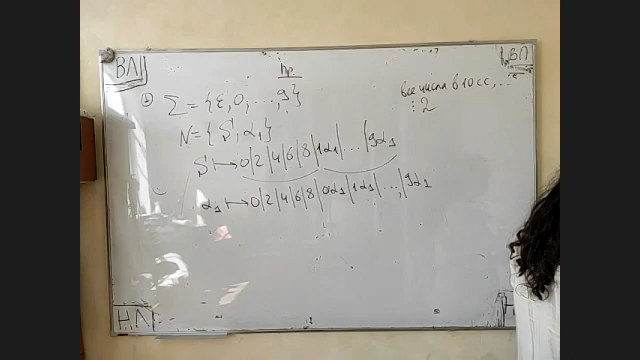 ВЛ
ВП
Пр
① Σ = {ε, 0, ..., 9}
все числа в 10 сс, ...
⋮ 2
N = {S, α₁}
S ↦ 0|2|4|6|8|1α₁|...|9α₁
α₁ ↦ 0|2|4|6|8|0α₁|1α₁|...,|9α₁
НЛ
Н